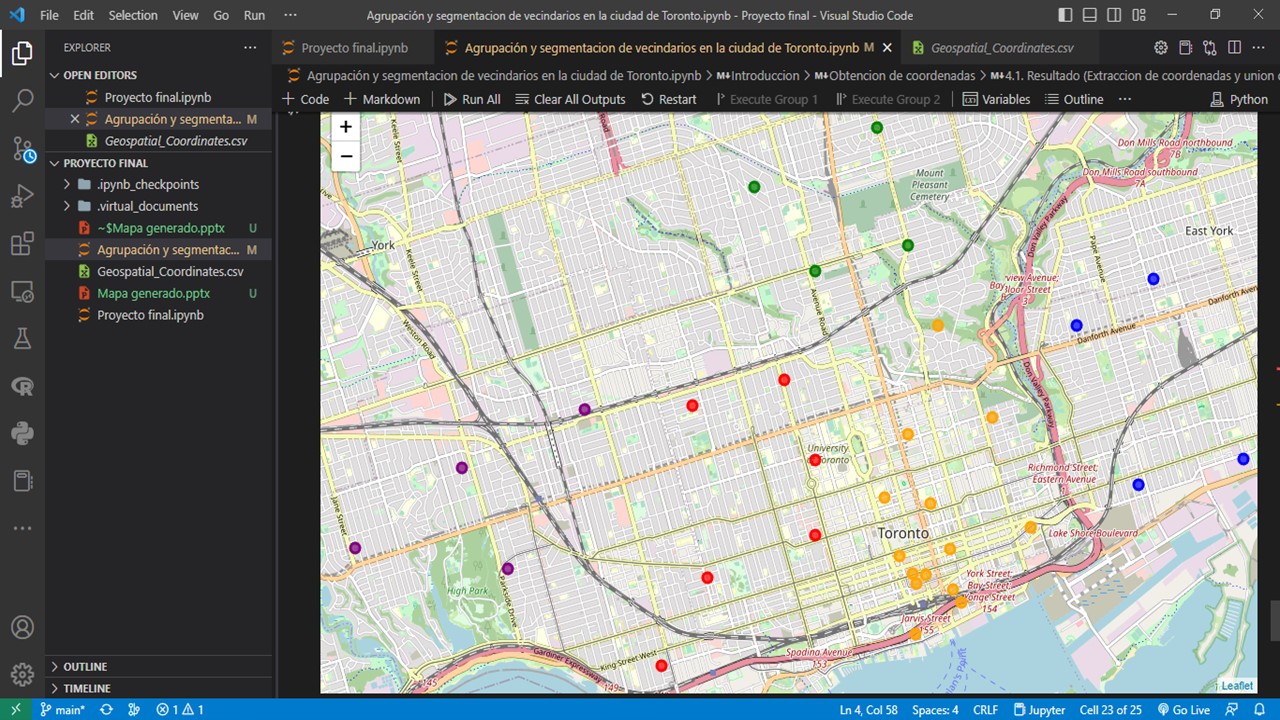 File Edit Selection View Go Run ··· Agrupación y segmentacion de vecindarios en la ciudad de Toronto.ipynb - Proyecto final - Visual Studio Code
EXPLORER ···
OPEN EDITORS
Proyecto final.ipynb
Agrupación y segmenta... M
Geospatial_Coordinates.csv
PROYECTO FINAL
.ipynb_checkpoints
.virtual_documents
~$Mapa generado.pptx U
Agrupación y segmentac... M
Geospatial_Coordinates.csv
Mapa generado.pptx U
Proyecto final.ipynb
OUTLINE
TIMELINE
Proyecto final.ipynb Agrupación y segmentacion de vecindarios en la ciudad de Toronto.ipynb M Geospatial_Coordinates.csv
Agrupación y segmentacion de vecindarios en la ciudad de Toronto.ipynb > M↓Introduccion > M↓Obtencion de coordenadas > M↓4.1. Resultado (Extraccion de coordenadas y union d
+ Code + Markdown Run All Clear All Outputs Restart Execute Group 1 Execute Group 2 Variables Outline ··· Python
+
−
Keele Street
Road
Don Mills Road northbound
7B
Don Mills Road southbound
7A
Mount
Pleasant
Cemetery
York
Keele Street
Don Valley Parkway
Pape Avenue
East York
view Avenue;
Bay
loor Street
3
Danforth Aven
Danforth Avenue
Avenue Road
Weston Road
Don Valley Parkway
University
of Toronto
Richmond Street;
Eastern Avenue
Jane Street
Toronto
Lake Shore Boulevard
High Park
Parkside Drive
York Street;
Bay Street;
Yonge Street
154
Jarvis Street
155
Spadina Avenue
153
King Street West
Gardiner Expressway
145
149
Leaflet
main* 1 1 Ln 4, Col 58 Spaces: 4 CRLF Jupyter Cell 23 of 25 Go Live